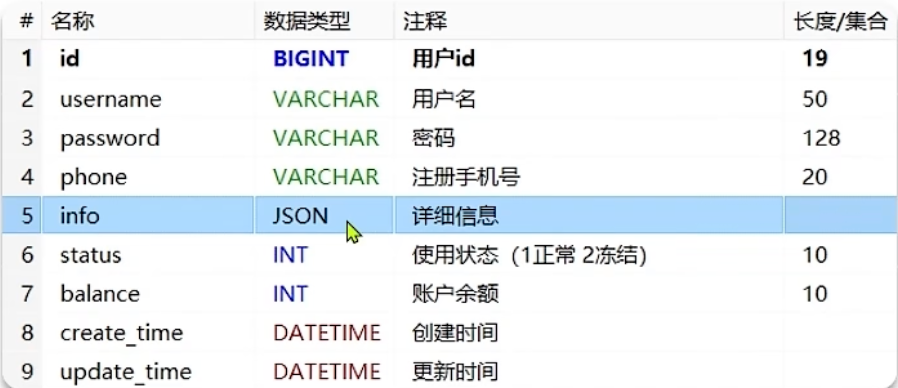 # 名称 数据类型 注释 长度/集合
1 id BIGINT 用户id 19
2 username VARCHAR 用户名 50
3 password VARCHAR 密码 128
4 phone VARCHAR 注册手机号 20
5 info JSON 详细信息
6 status INT 使用状态（1正常 2冻结） 10
7 balance INT 账户余额 10
8 create_time DATETIME 创建时间
9 update_time DATETIME 更新时间